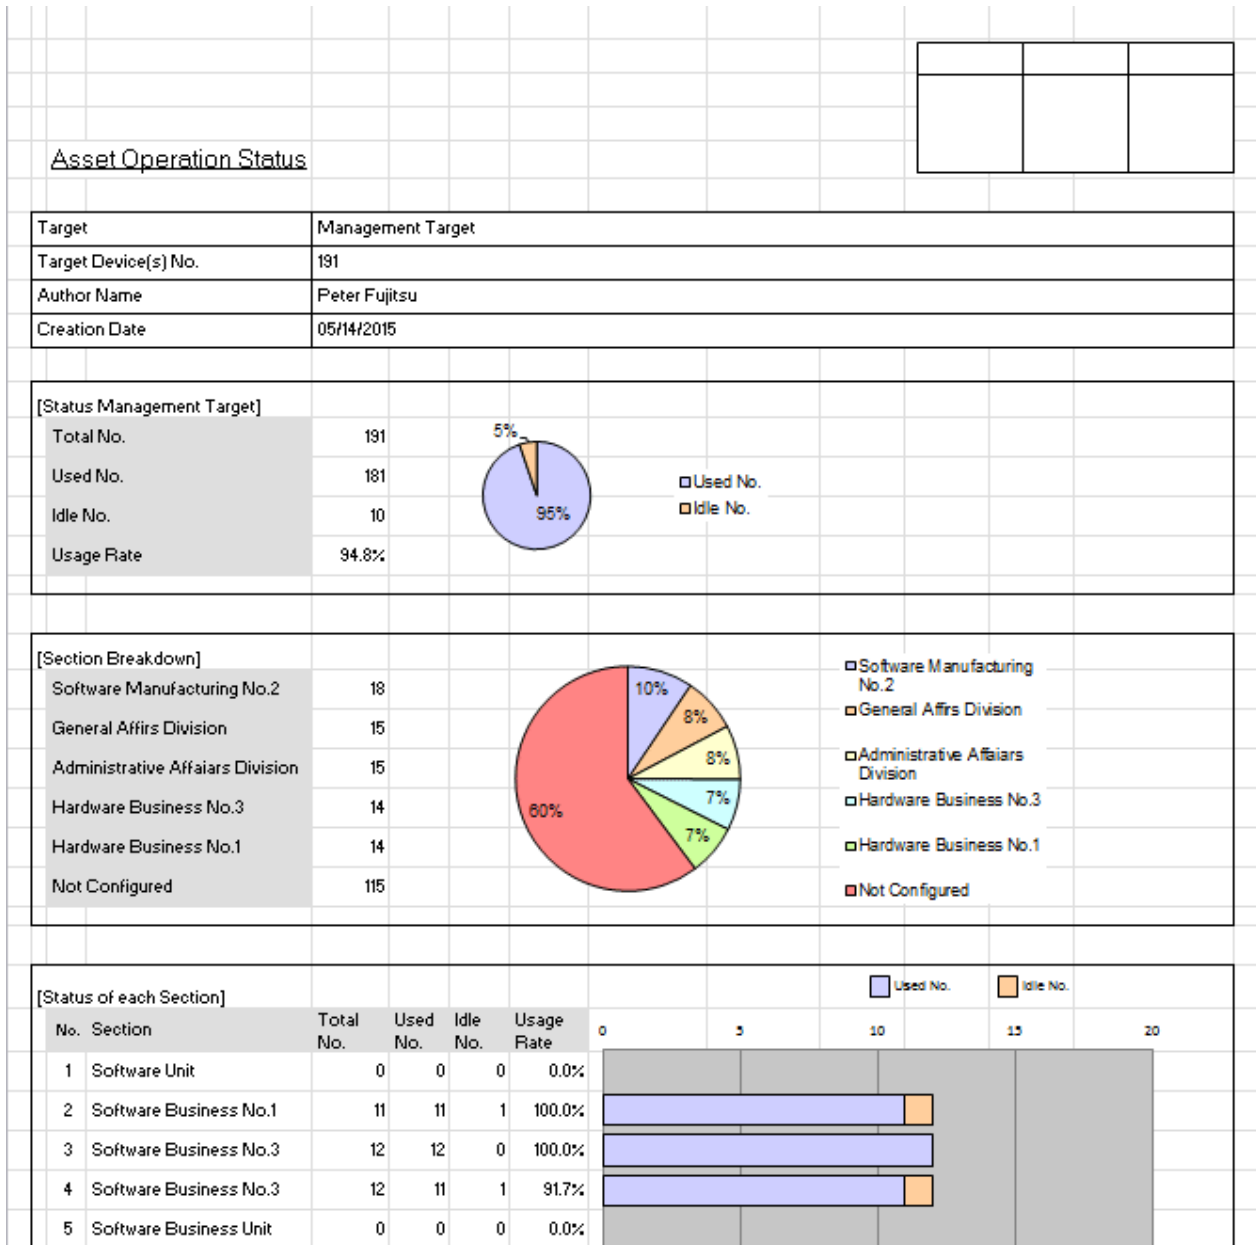 Asset Operation Status
Target Management Target
Target Device(s) No. 191
Author Name Peter Fujitsu
Creation Date 05/14/2015
[Status Management Target]
Total No. 191
Used No. 181
Idle No. 10
Usage Rate 94.8%
5%
95%
Used No.
Idle No.
[Section Breakdown]
Software Manufacturing No.2 18
General Affirs Division 15
Administrative Affaiars Division 15
Hardware Business No.3 14
Hardware Business No.1 14
Not Configured 115
10%
8%
8%
7%
7%
60%
Software Manufacturing
No.2
General Affirs Division
Administrative Affaiars
Division
Hardware Business No.3
Hardware Business No.1
Not Configured
[Status of each Section]
Used No. Idle No.
No. Section Total No. Used No. Idle No. Usage Rate 0 5 10 15 20
1 Software Unit 0 0 0 0.0%
2 Software Business No.1 11 11 1 100.0%
3 Software Business No.3 12 12 0 100.0%
4 Software Business No.3 12 11 1 91.7%
5 Software Business Unit 0 0 0 0.0%